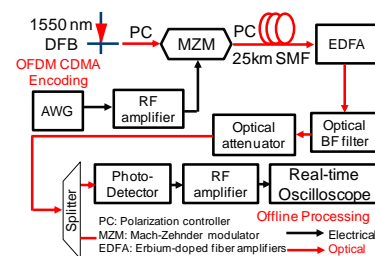 1550 nm
DFB
PC
MZM
PC
25km SMF
EDFA
OFDM CDMA
Encoding
AWG
RF
amplifier
Optical
attenuator
Optical
BF filter
Splitter
Photo-
Detector
RF
amplifier
Real-time
Oscilloscope
Offline Processing
PC: Polarization controller
MZM: Mach-Zehnder modulator
EDFA: Erbium-doped fiber amplifiers
Electrical
Optical